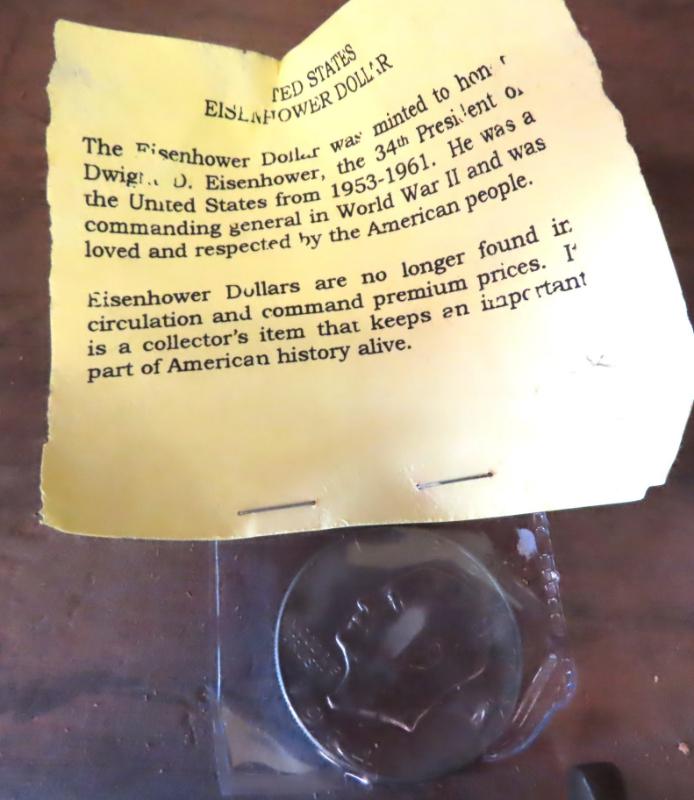 TED STATES
EISENHOWER DOLLAR
The Eisenhower Dollar was minted to honor
Dwight D. Eisenhower, the 34th President of
the United States from 1953-1961. He was a
commanding general in World War II and was
loved and respected by the American people.
Eisenhower Dollars are no longer found in
circulation and command premium prices. It
is a collector's item that keeps an important
part of American history alive.